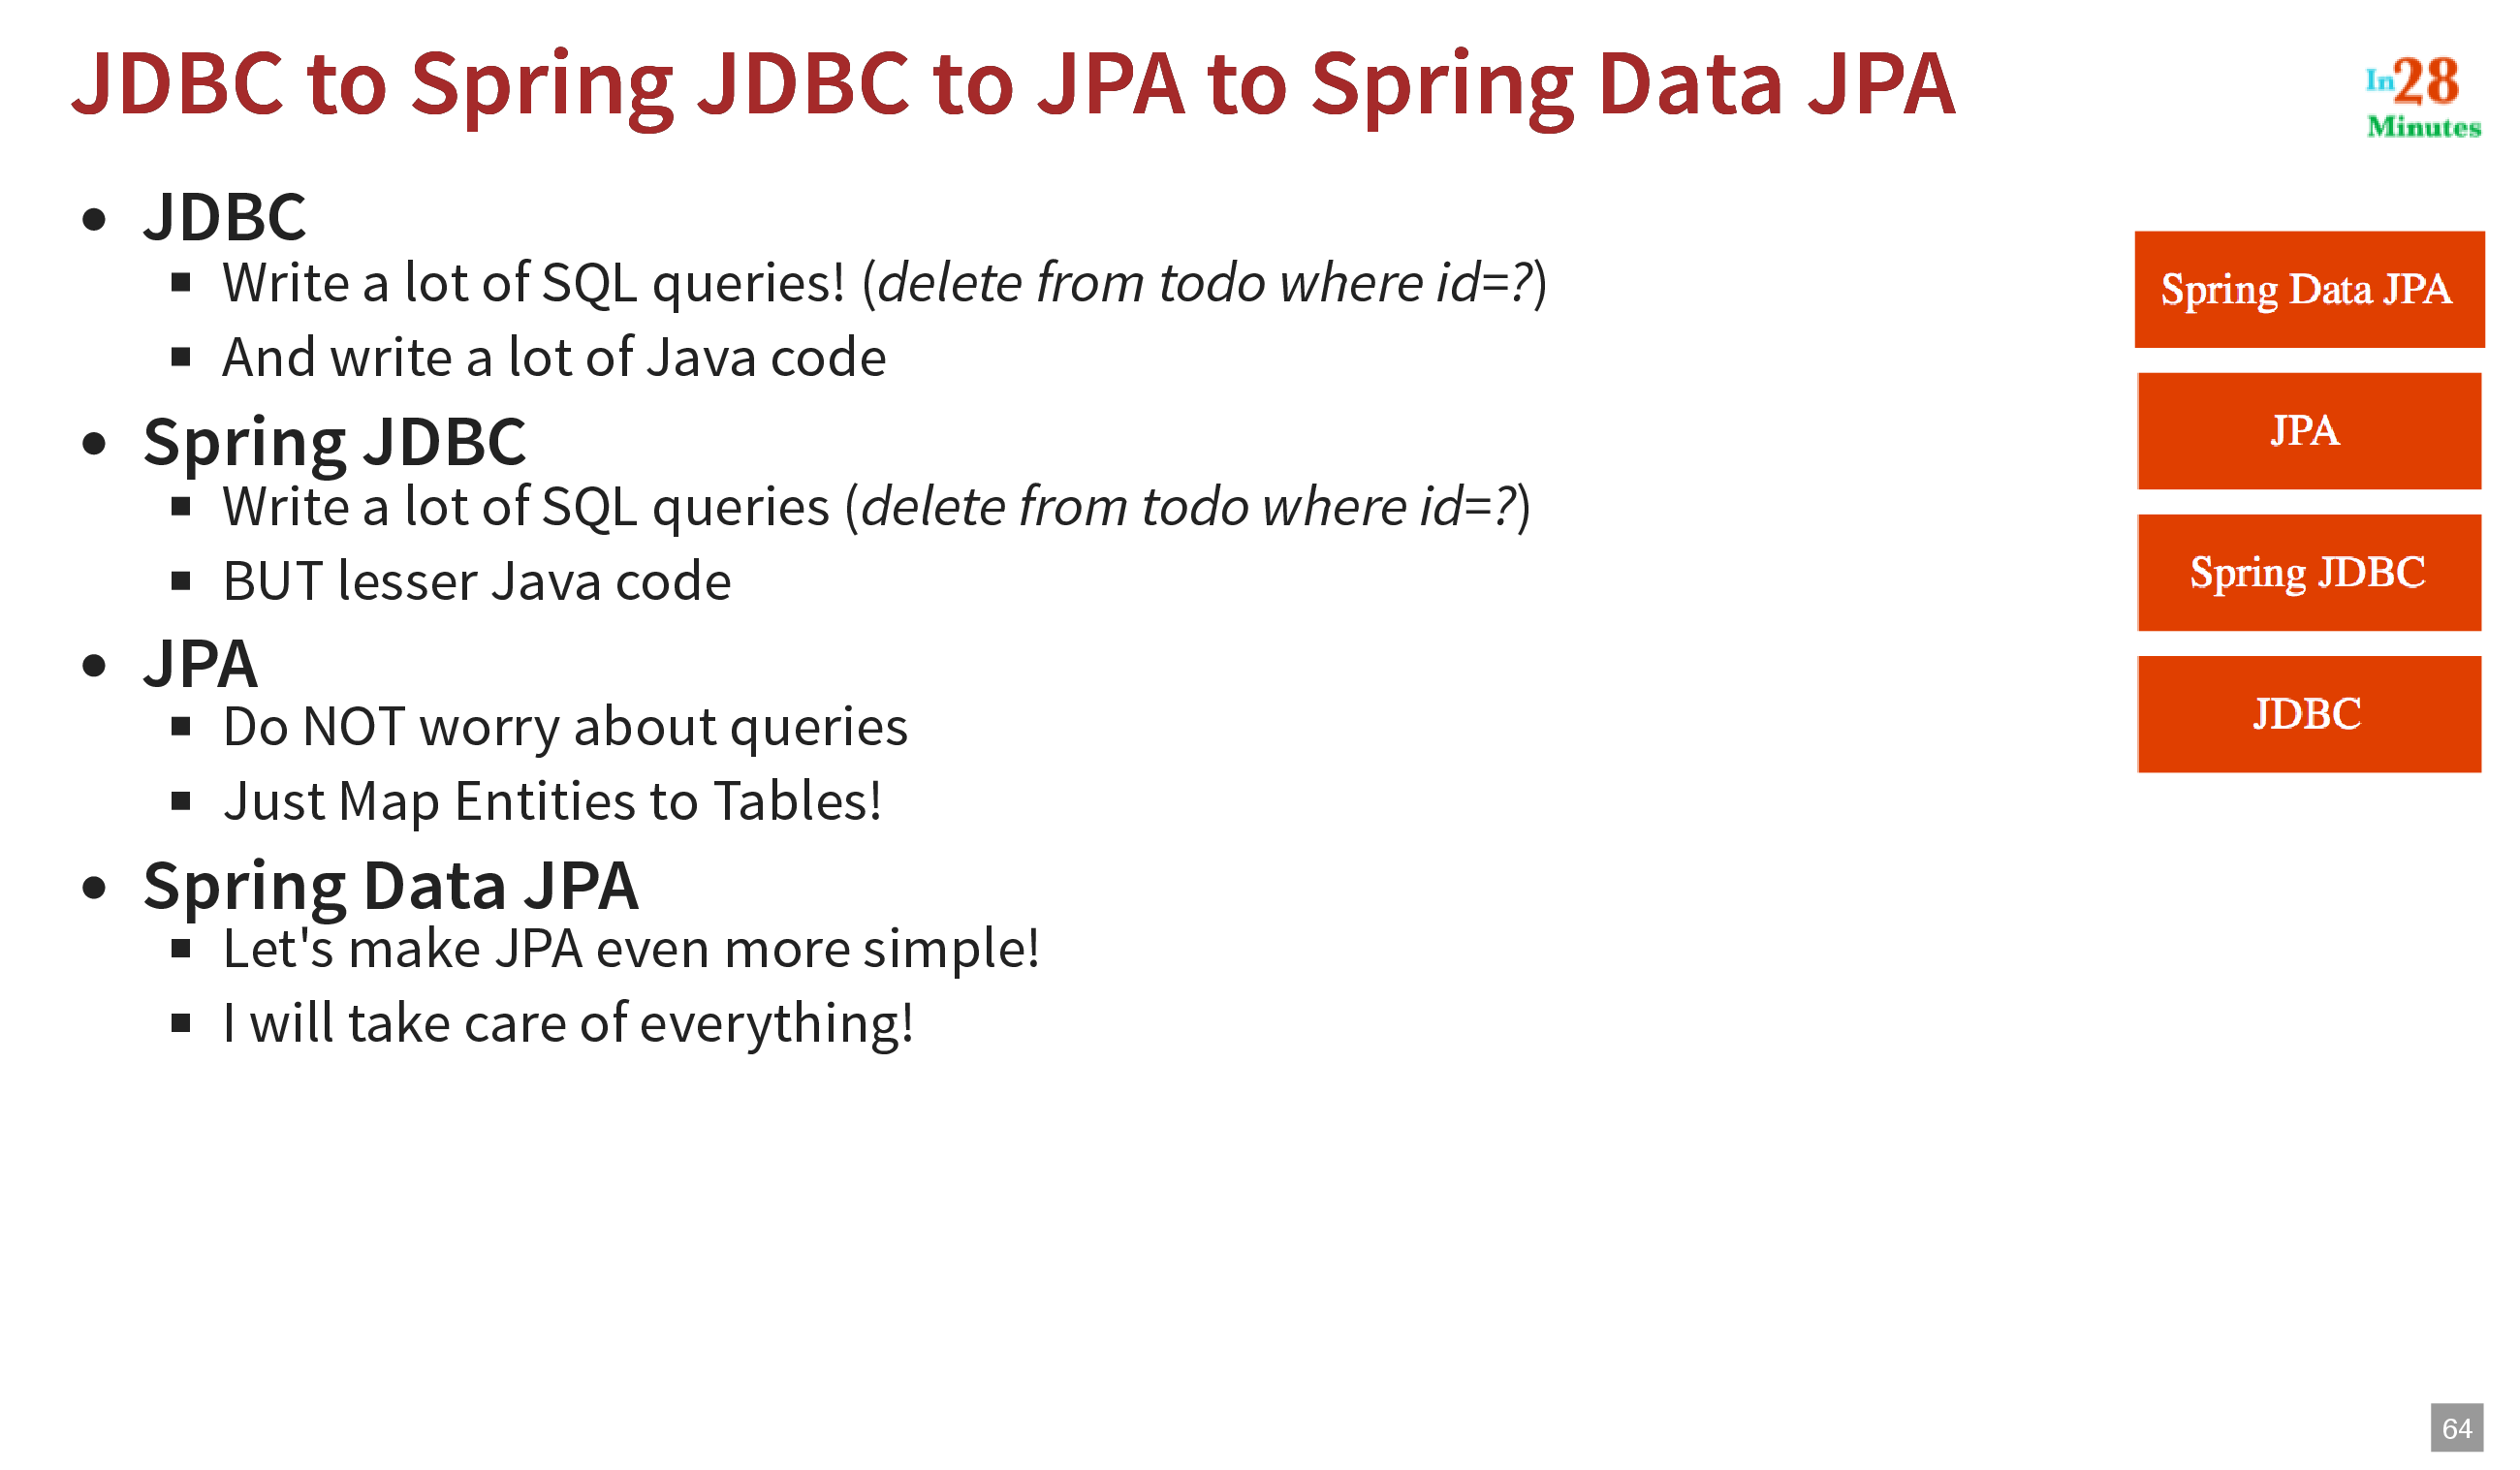 JDBC to Spring JDBC to JPA to Spring Data JPA
In28
Minutes
JDBC
Write a lot of SQL queries! (delete from todo where id=?)
And write a lot of Java code
Spring JDBC
Write a lot of SQL queries (delete from todo where id=?)
BUT lesser Java code
JPA
Do NOT worry about queries
Just Map Entities to Tables!
Spring Data JPA
Let's make JPA even more simple!
I will take care of everything!
Spring Data JPA
JPA
Spring JDBC
JDBC
64